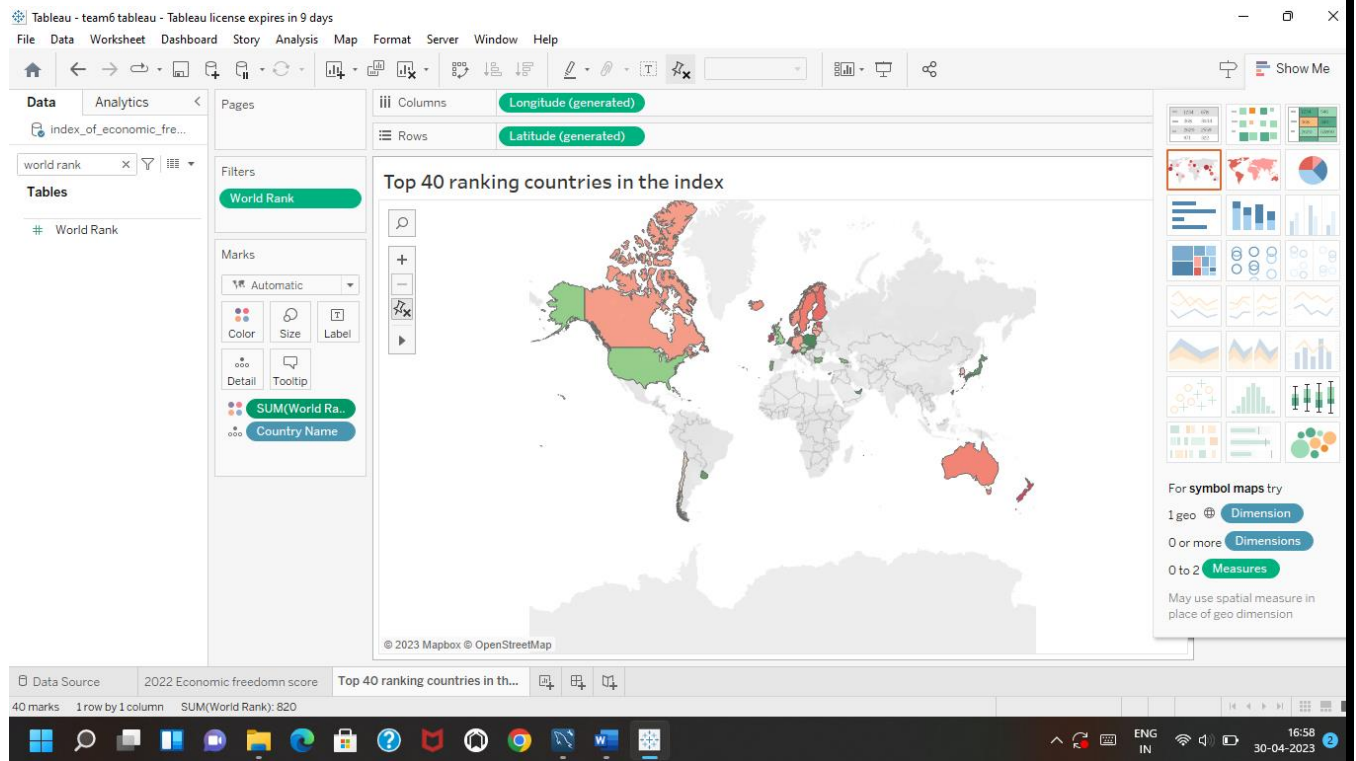 Tableau - team6 tableau - Tableau license expires in 9 days
File Data Worksheet Dashboard Story Analysis Map Format Server Window Help
Show Me
Data Analytics
Pages
Columns Longitude (generated)
index_of_economic_fre...
Rows Latitude (generated)
world rank
Filters
Top 40 ranking countries in the index
Tables
World Rank
# World Rank
Marks
Automatic
Color Size Label
Detail Tooltip
SUM(World Ra..
Country Name
For symbol maps try
1 geo Dimension
0 or more Dimensions
0 to 2 Measures
May use spatial measure in
place of geo dimension
© 2023 Mapbox © OpenStreetMap
Data Source 2022 Economic freedomn score Top 40 ranking countries in th...
40 marks 1 row by 1 column SUM(World Rank): 820
ENG 16:58
IN 30-04-2023 2